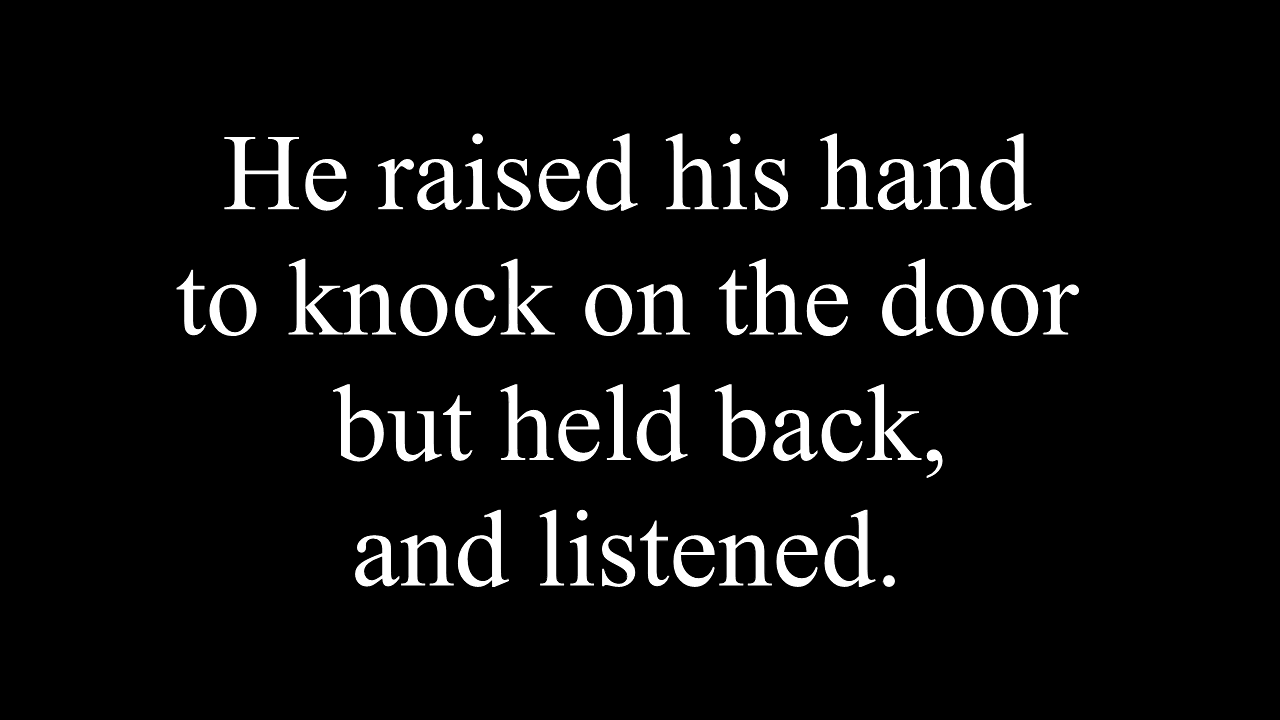 He raised his hand
to knock on the door
but held back,
and listened.